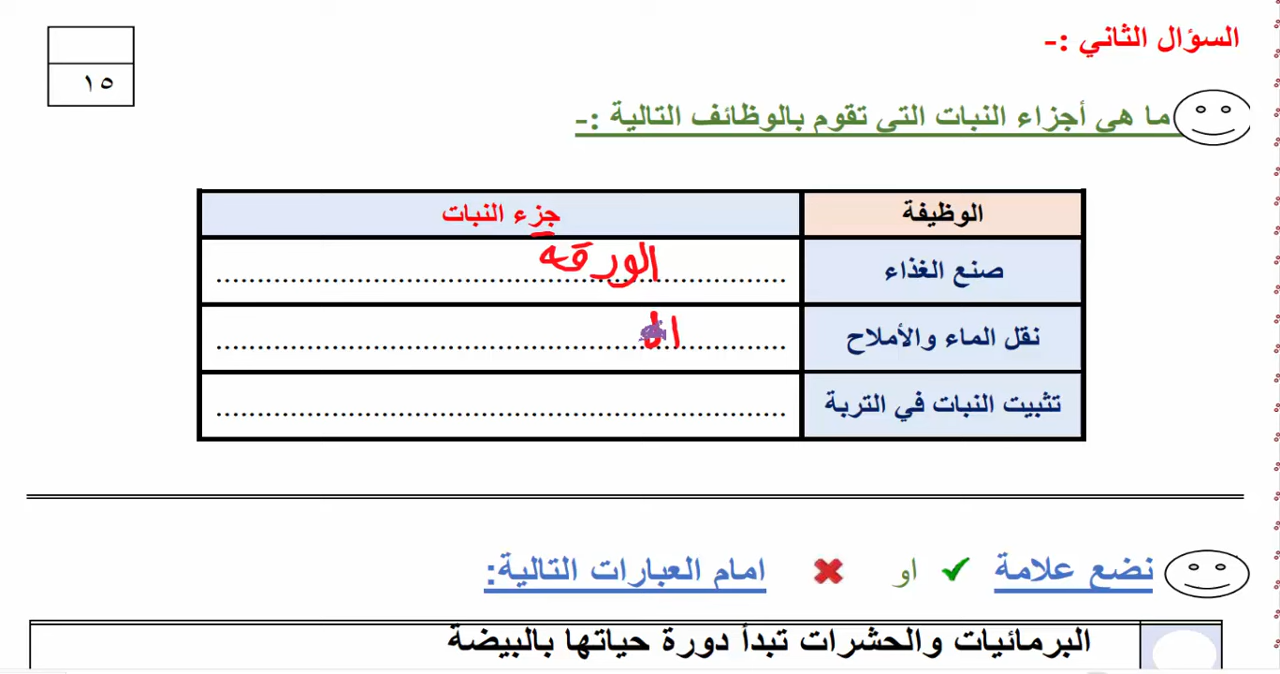 السؤال الثاني :-
١٥
ما هي أجزاء النبات التي تقوم بالوظائف التالية :-
الوظيفة جزء النبات
صنع الغذاء الورقة
نقل الماء والأملاح ال
تثبيت النبات في التربة
نضع علامة ✓ او ✗ امام العبارات التالية:
البرمائيات والحشرات تبدأ دورة حياتها بالبيضة